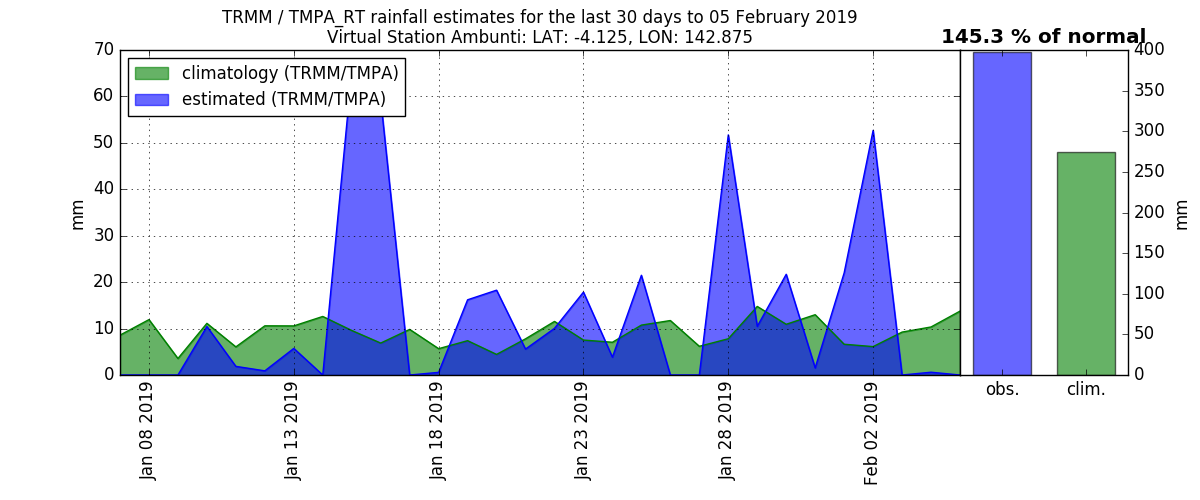 TRMM / TMPA_RT rainfall estimates for the last 30 days to 05 February 2019
Virtual Station Ambunti: LAT: -4.125, LON: 142.875
145.3 % of normal
climatology (TRMM/TMPA)
estimated (TRMM/TMPA)
mm
70
60
50
40
30
20
10
0
Jan 08 2019
Jan 13 2019
Jan 18 2019
Jan 23 2019
Jan 28 2019
Feb 02 2019
obs.
clim.
400
350
300
250
200
150
100
50
0
mm